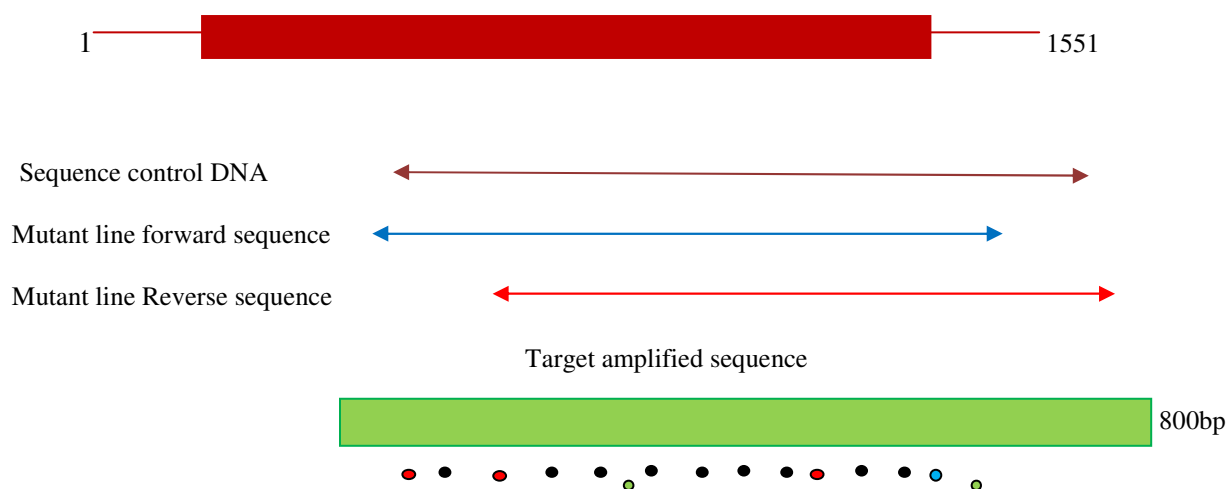 1 1551
Sequence control DNA
Mutant line forward sequence
Mutant line Reverse sequence
Target amplified sequence
800bp